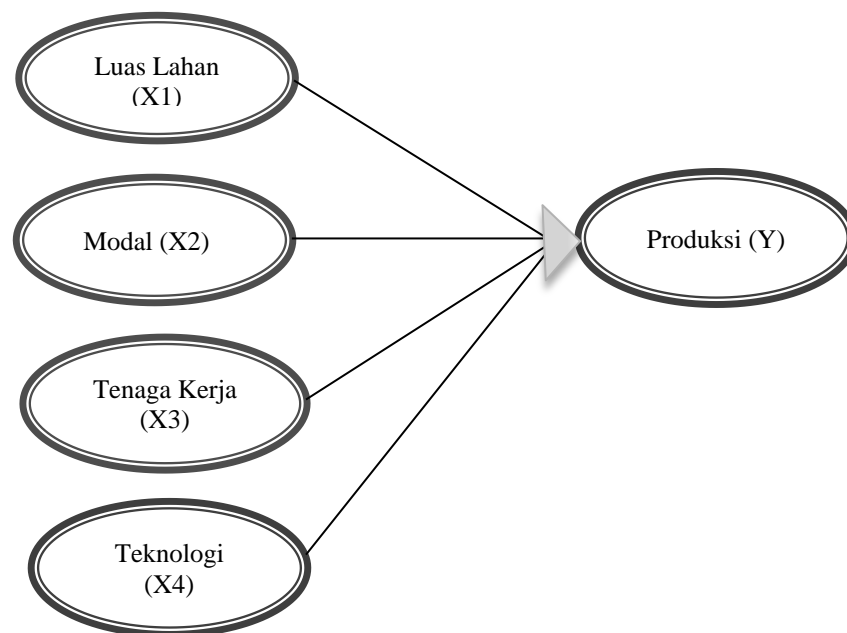 Luas Lahan
(X1)
Modal (X2)
Produksi (Y)
Tenaga Kerja
(X3)
Teknologi
(X4)